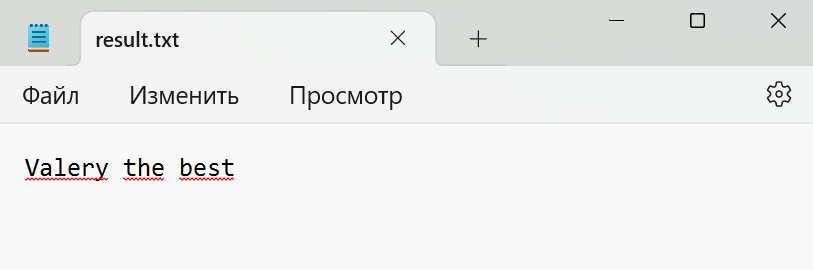 result.txt
Файл Изменить Просмотр
Valery the best